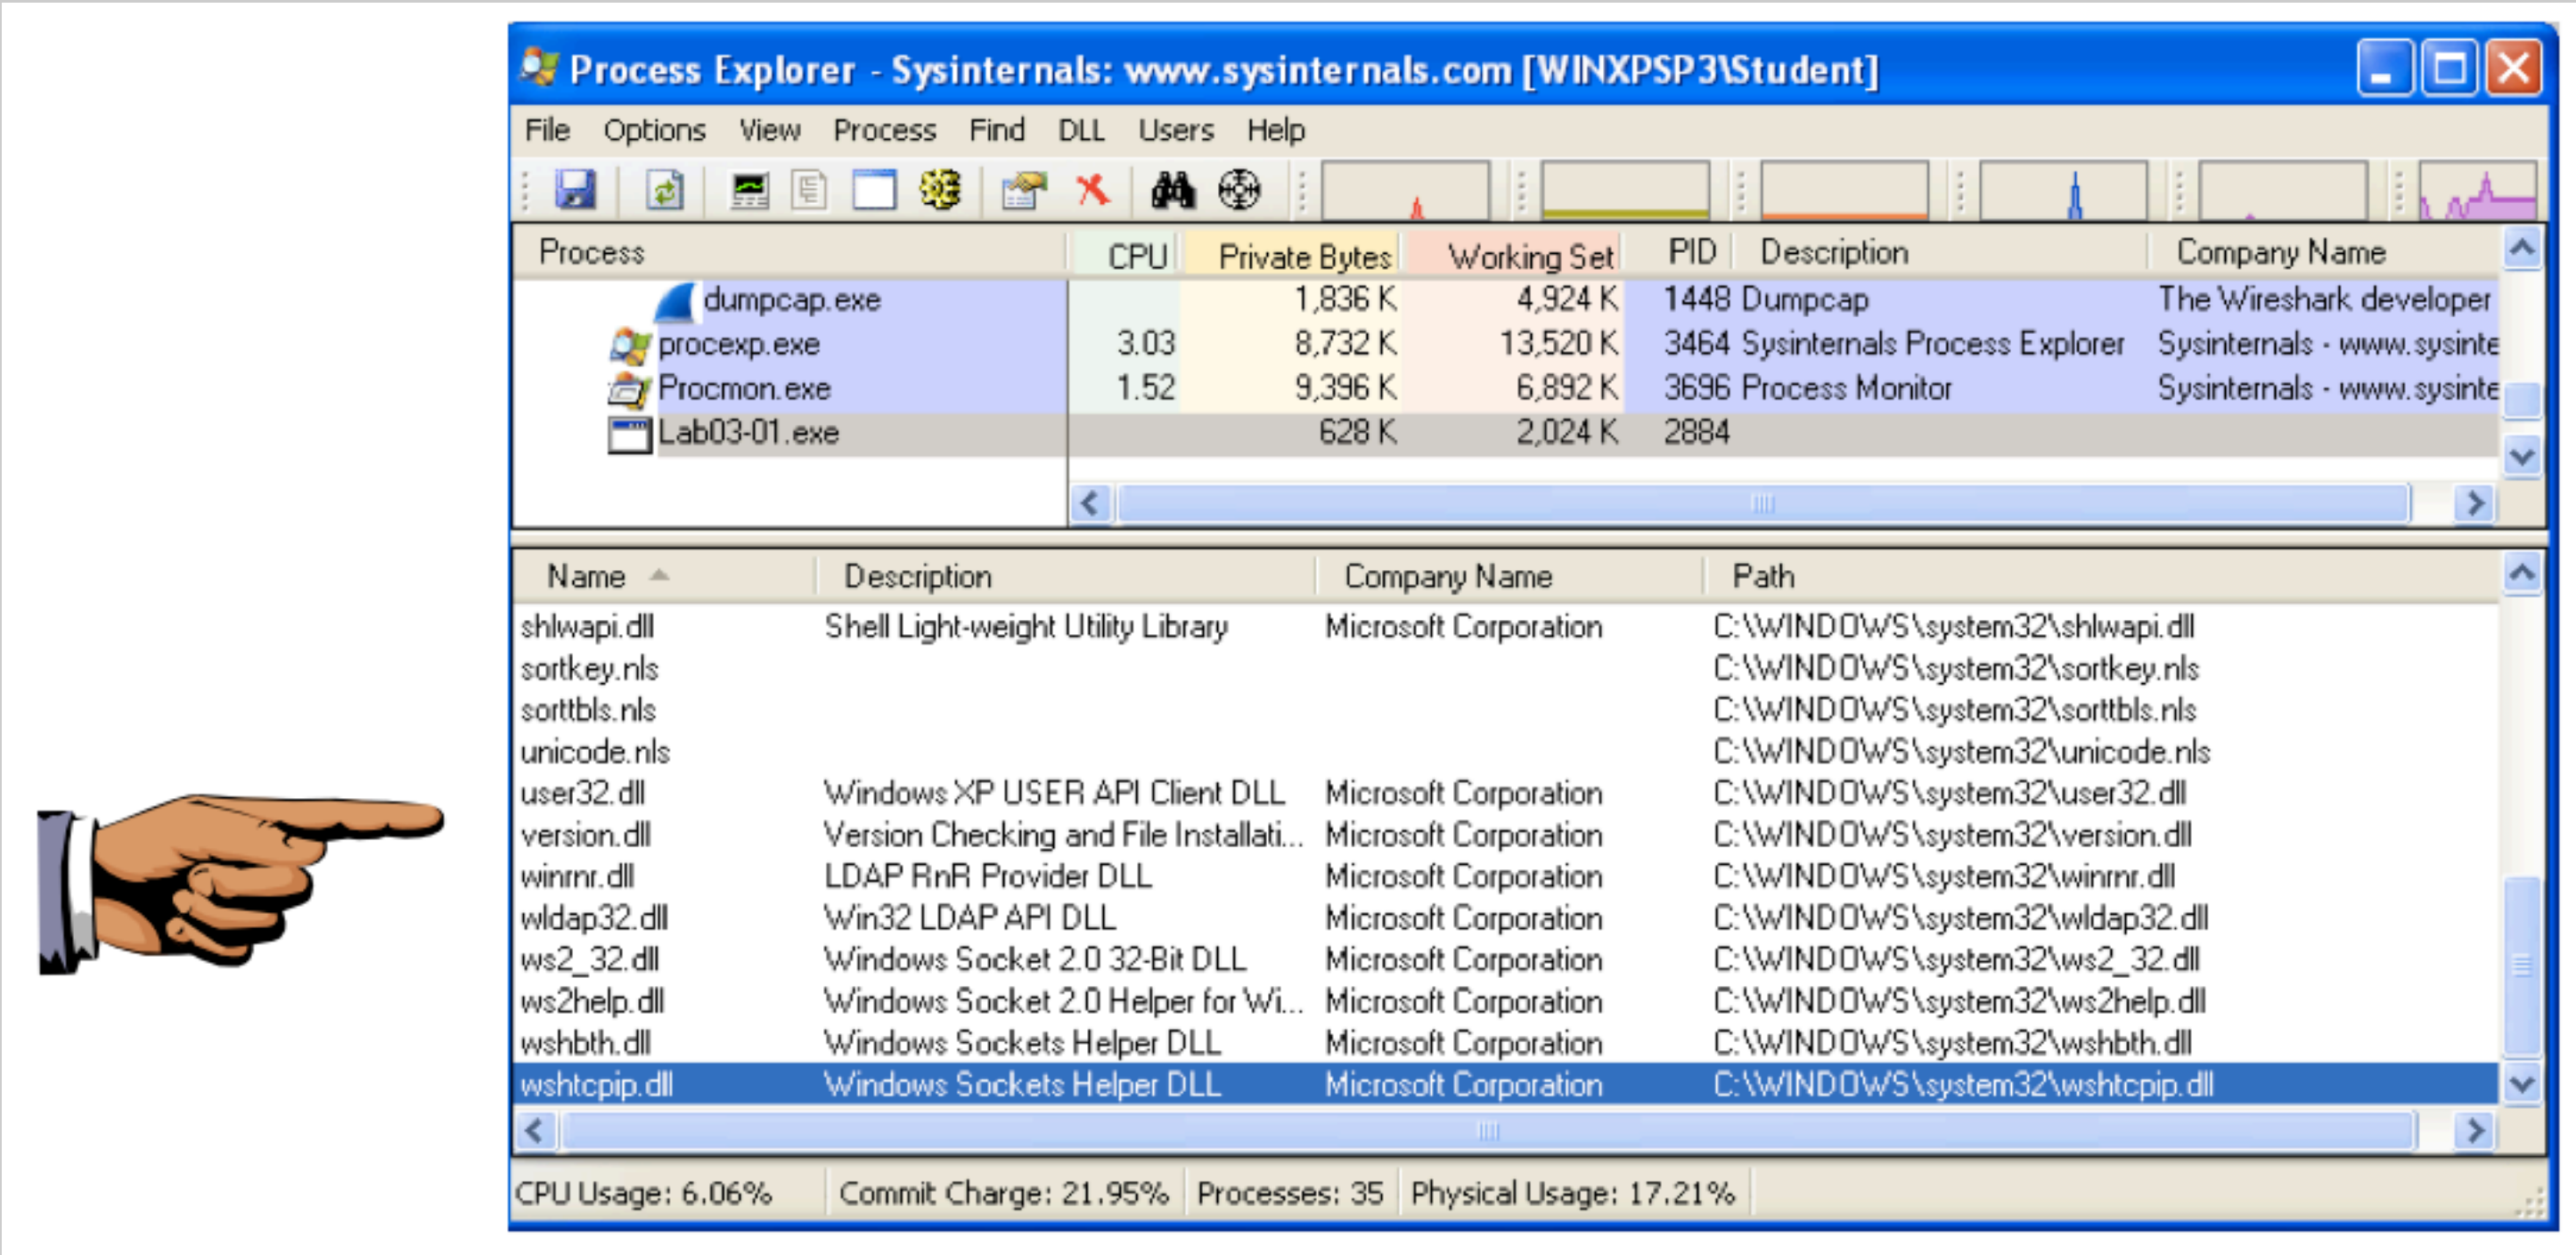 Process Explorer - Sysinternals: www.sysinternals.com [WINXPSP3\Student]
File Options View Process Find DLL Users Help
Process CPU Private Bytes Working Set PID Description Company Name
dumpcap.exe 1,836 K 4,924 K 1448 Dumpcap The Wireshark developer
procexp.exe 3.03 8,732 K 13,520 K 3464 Sysinternals Process Explorer Sysinternals - www.sysinte
Procmon.exe 1.52 9,396 K 6,892 K 3696 Process Monitor Sysinternals - www.sysinte
Lab03-01.exe 628 K 2,024 K 2884
Name Description Company Name Path
shlwapi.dll Shell Light-weight Utility Library Microsoft Corporation C:\WINDOWS\system32\shlwapi.dll
sortkey.nls C:\WINDOWS\system32\sortkey.nls
sorttbls.nls C:\WINDOWS\system32\sorttbls.nls
unicode.nls C:\WINDOWS\system32\unicode.nls
user32.dll Windows XP USER API Client DLL Microsoft Corporation C:\WINDOWS\system32\user32.dll
version.dll Version Checking and File Installati... Microsoft Corporation C:\WINDOWS\system32\version.dll
winrnr.dll LDAP RnR Provider DLL Microsoft Corporation C:\WINDOWS\system32\winrnr.dll
wldap32.dll Win32 LDAP API DLL Microsoft Corporation C:\WINDOWS\system32\wldap32.dll
ws2_32.dll Windows Socket 2.0 32-Bit DLL Microsoft Corporation C:\WINDOWS\system32\ws2_32.dll
ws2help.dll Windows Socket 2.0 Helper for Wi... Microsoft Corporation C:\WINDOWS\system32\ws2help.dll
wshbth.dll Windows Sockets Helper DLL Microsoft Corporation C:\WINDOWS\system32\wshbth.dll
wshtcpip.dll Windows Sockets Helper DLL Microsoft Corporation C:\WINDOWS\system32\wshtcpip.dll
CPU Usage: 6.06% Commit Charge: 21.95% Processes: 35 Physical Usage: 17.21%